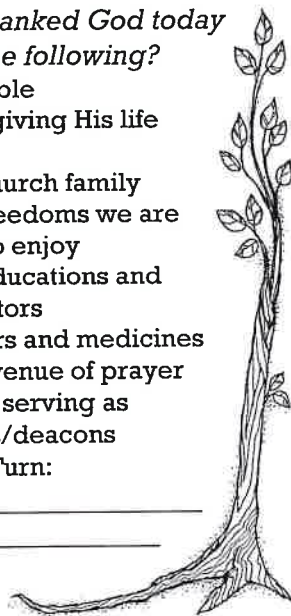 anked God today
e following?
ble
giving His life
urch family
eedoms we are
o enjoy
ducations and
tors
rs and medicines
venue of prayer
serving as
/deacons
Turn: